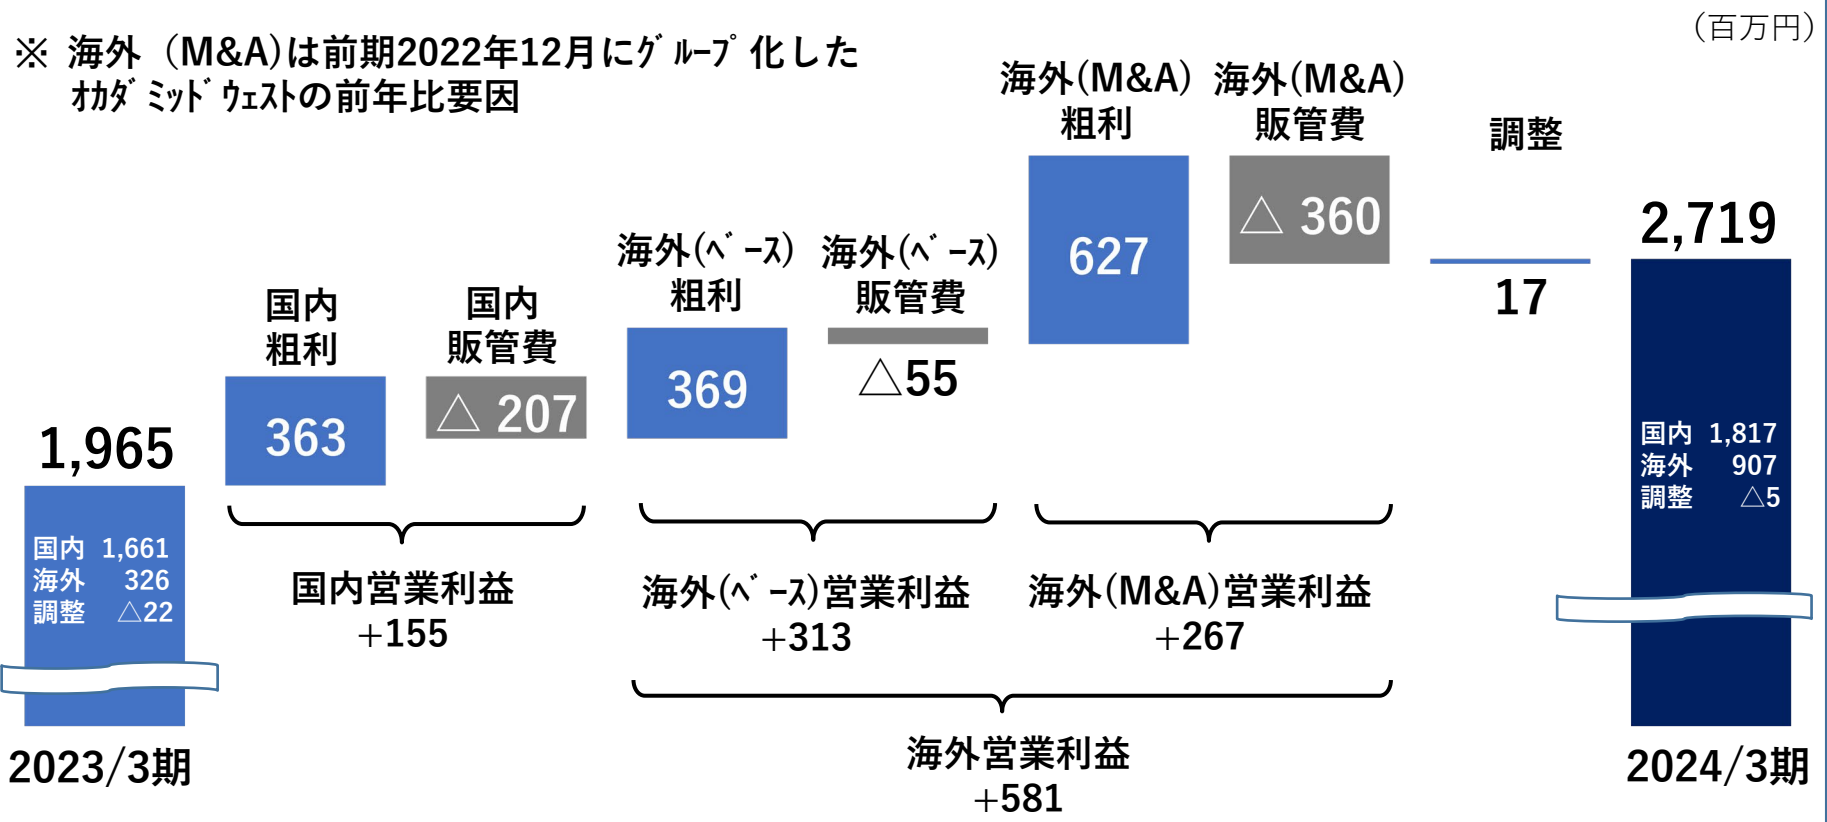 （百万円）
※ 海外（M&A)は前期2022年12月にｸﾞﾙｰﾌﾟ化した
ｵｶﾀﾞﾐｯﾄﾞｳｪｽﾄの前年比要因
1,965
国内 1,661
海外 326
調整 △22
2023/3期
国内
粗利
363
国内
販管費
△ 207
国内営業利益
+155
海外(ﾍﾞｰｽ)
粗利
369
海外(ﾍﾞｰｽ)
販管費
△55
海外(ﾍﾞｰｽ)営業利益
+313
海外(M&A)
粗利
627
海外(M&A)
販管費
△ 360
海外(M&A)営業利益
+267
海外営業利益
+581
調整
17
2,719
国内 1,817
海外 907
調整 △5
2024/3期